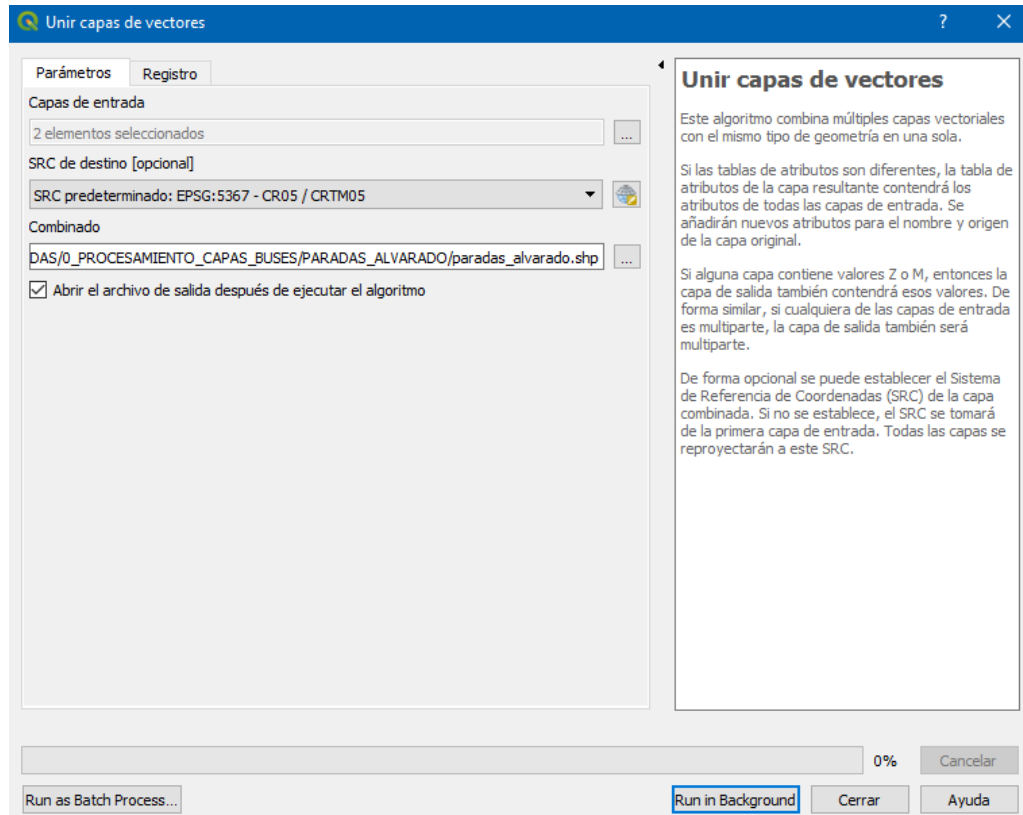 Unir capas de vectores
?
Parámetros
Registro
Capas de entrada
2 elementos seleccionados
...
SRC de destino [opcional]
SRC predeterminado: EPSG:5367 - CR05 / CRTM05
Combinado
DAS/0_PROCESAMIENTO_CAPAS_BUSES/PARADAS_ALVARADO/paradas_alvarado.shp
...
Abrir el archivo de salida después de ejecutar el algoritmo
Unir capas de vectores
Este algoritmo combina múltiples capas vectoriales
con el mismo tipo de geometría en una sola.
Si las tablas de atributos son diferentes, la tabla de
atributos de la capa resultante contendrá los
atributos de todas las capas de entrada. Se
añadirán nuevos atributos para el nombre y origen
de la capa original.
Si alguna capa contiene valores Z o M, entonces la
capa de salida también contendrá esos valores. De
forma similar, si cualquiera de las capas de entrada
es multiparte, la capa de salida también será
multiparte.
De forma opcional se puede establecer el Sistema
de Referencia de Coordenadas (SRC) de la capa
combinada. Si no se establece, el SRC se tomará
de la primera capa de entrada. Todas las capas se
reproyectarán a este SRC.
0%
Cancelar
Run as Batch Process...
Run in Background
Cerrar
Ayuda